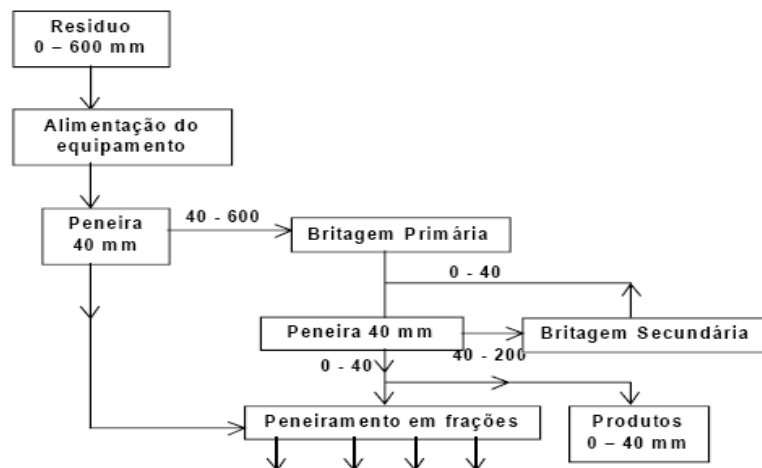 Residuo
0 – 600 mm
Alimentação do
equipamento
Peneira
40 mm
40 - 600
Britagem Primária
0 - 40
Peneira 40 mm
40 - 200
Britagem Secundária
0 - 40
Peneiramento em frações
Produtos
0 – 40 mm